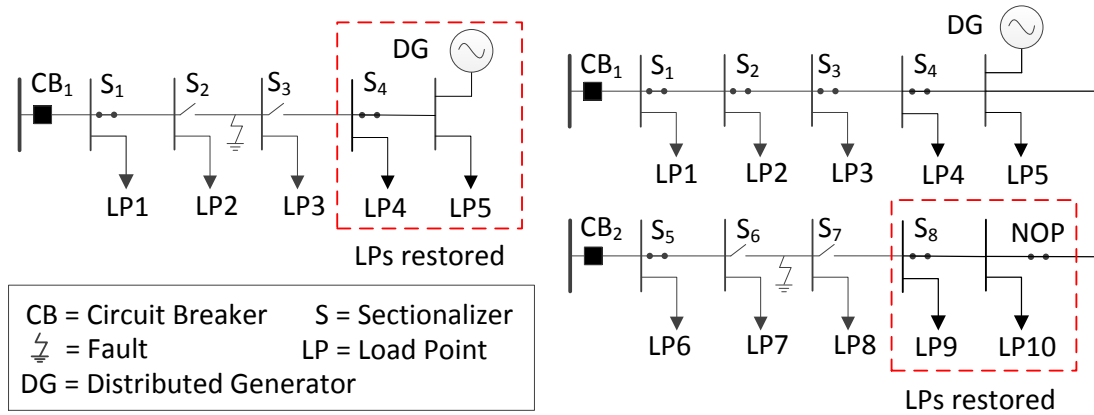 DG
CB₁ S₁ S₂ S₃ S₄
LP1 LP2 LP3 LP4 LP5
LPs restored
CB = Circuit Breaker S = Sectionalizer
= Fault LP = Load Point
DG = Distributed Generator
DG
CB₁ S₁ S₂ S₃ S₄
LP1 LP2 LP3 LP4 LP5
CB₂ S₅ S₆ S₇ S₈ NOP
LP6 LP7 LP8 LP9 LP10
LPs restored